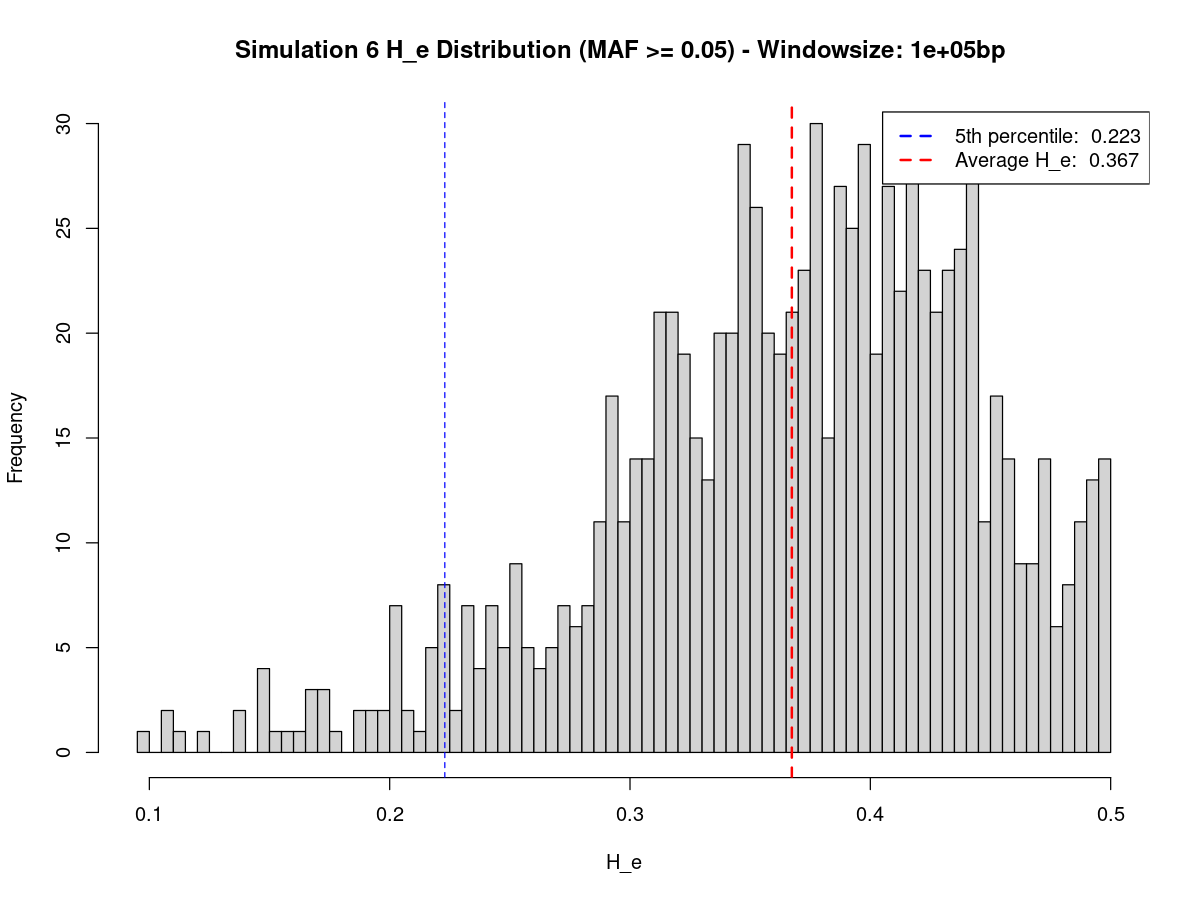 Simulation 6 H_e Distribution (MAF >= 0.05) - Windowsize: 1e+05bp
5th percentile: 0.223
Average H_e: 0.367
Frequency
30
25
20
15
10
5
0
0.1 0.2 0.3 0.4 0.5
H_e